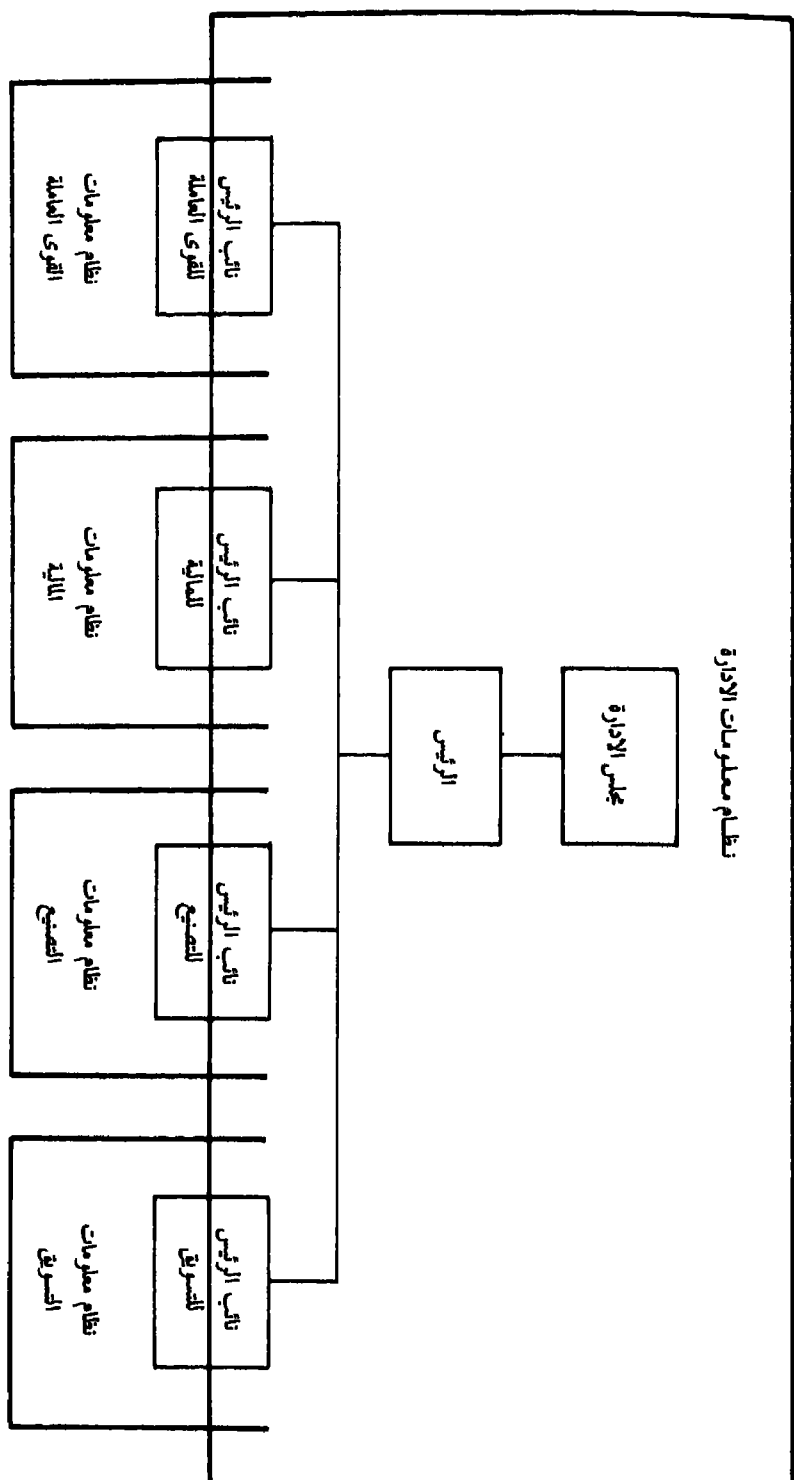 نظام معلومات الادارة
مجلس الادارة
الرئيس
نائب الرئيس
للتسويق
نائب الرئيس
للتصنيع
نائب الرئيس
للمالية
نائب الرئيس
للقوى العاملة
نظام معلومات
التسويق
نظام معلومات
التصنيع
نظام معلومات
المالية
نظام معلومات
القوى العاملة